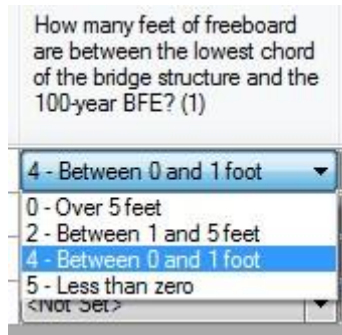 How many feet of freeboard
are between the lowest chord
of the bridge structure and the
100-year BFE? (1)
4 - Between 0 and 1 foot
0 - Over 5 feet
2 - Between 1 and 5 feet
4 - Between 0 and 1 foot
5 - Less than zero
<Not Set>